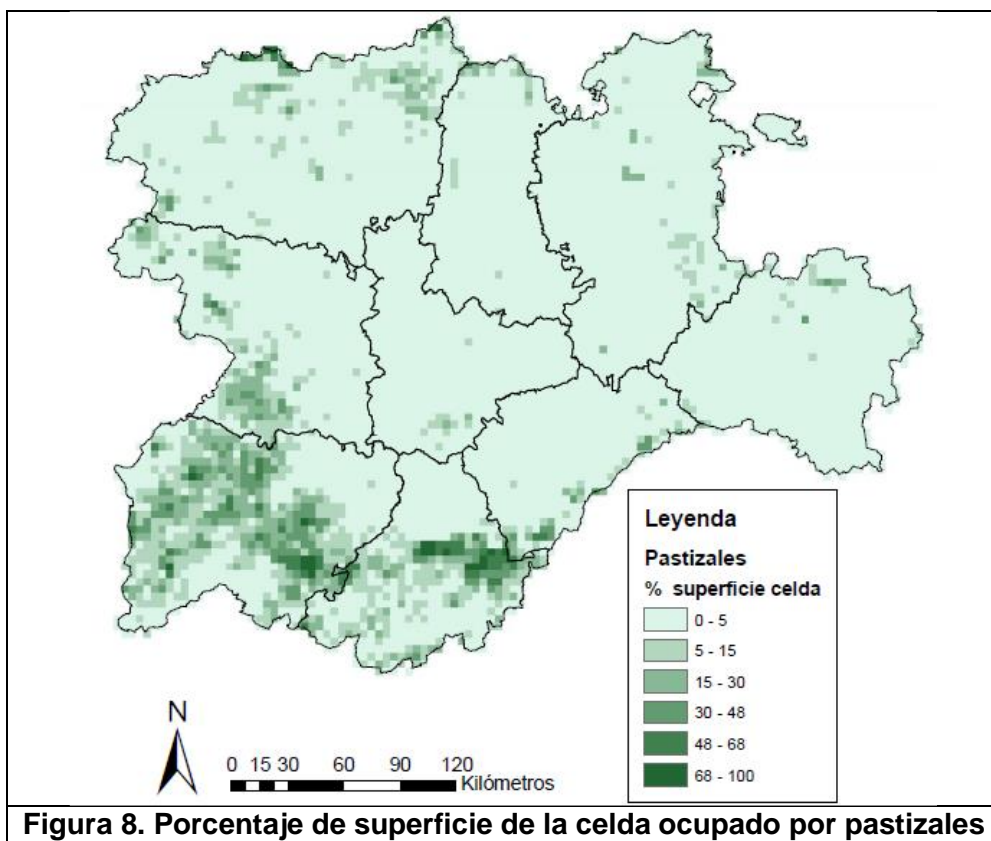 Leyenda
Pastizales
% superficie celda
0 - 5
5 - 15
15 - 30
30 - 48
48 - 68
68 - 100
N
0 15 30 60 90 120
Kilómetros
Figura 8. Porcentaje de superficie de la celda ocupado por pastizales